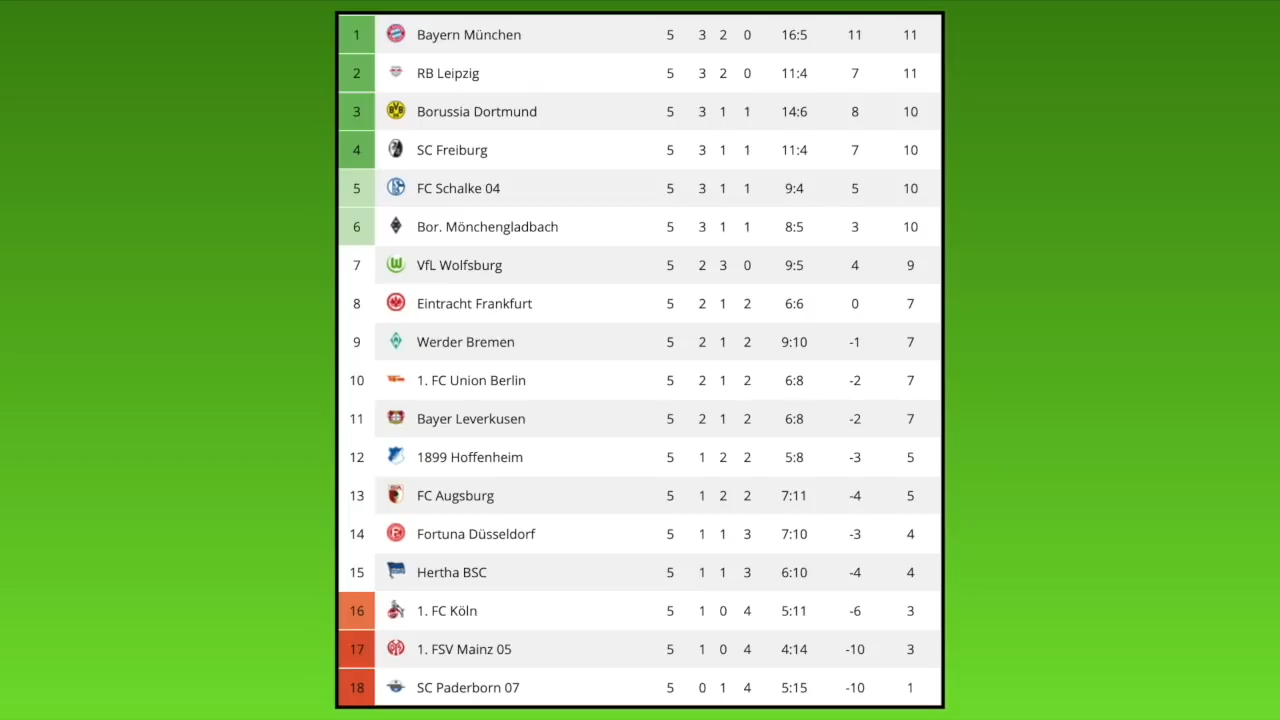 1 Bayern München 5 3 2 0 16:5 11 11
2 RB Leipzig 5 3 2 0 11:4 7 11
3 Borussia Dortmund 5 3 1 1 14:6 8 10
4 SC Freiburg 5 3 1 1 11:4 7 10
5 FC Schalke 04 5 3 1 1 9:4 5 10
6 Bor. Mönchengladbach 5 3 1 1 8:5 3 10
7 VfL Wolfsburg 5 2 3 0 9:5 4 9
8 Eintracht Frankfurt 5 2 1 2 6:6 0 7
9 Werder Bremen 5 2 1 2 9:10 -1 7
10 1. FC Union Berlin 5 2 1 2 6:8 -2 7
11 Bayer Leverkusen 5 2 1 2 6:8 -2 7
12 1899 Hoffenheim 5 1 2 2 5:8 -3 5
13 FC Augsburg 5 1 2 2 7:11 -4 5
14 Fortuna Düsseldorf 5 1 1 3 7:10 -3 4
15 Hertha BSC 5 1 1 3 6:10 -4 4
16 1. FC Köln 5 1 0 4 5:11 -6 3
17 1. FSV Mainz 05 5 1 0 4 4:14 -10 3
18 SC Paderborn 07 5 0 1 4 5:15 -10 1